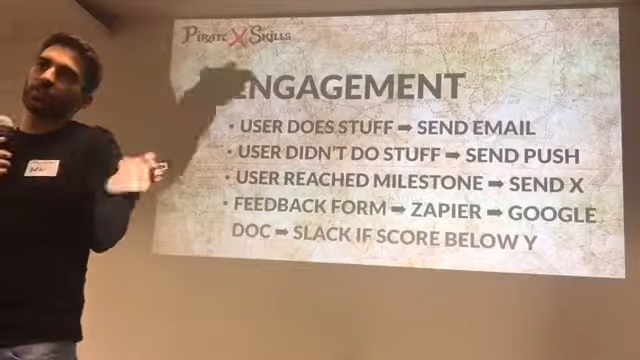 PIRATE X SKILLS
ENGAGEMENT
• USER DOES STUFF ➡ SEND EMAIL
• USER DIDN'T DO STUFF ➡ SEND PUSH
• USER REACHED MILESTONE ➡ SEND X
• FEEDBACK FORM ➡ ZAPIER ➡ GOOGLE
DOC ➡ SLACK IF SCORE BELOW Y